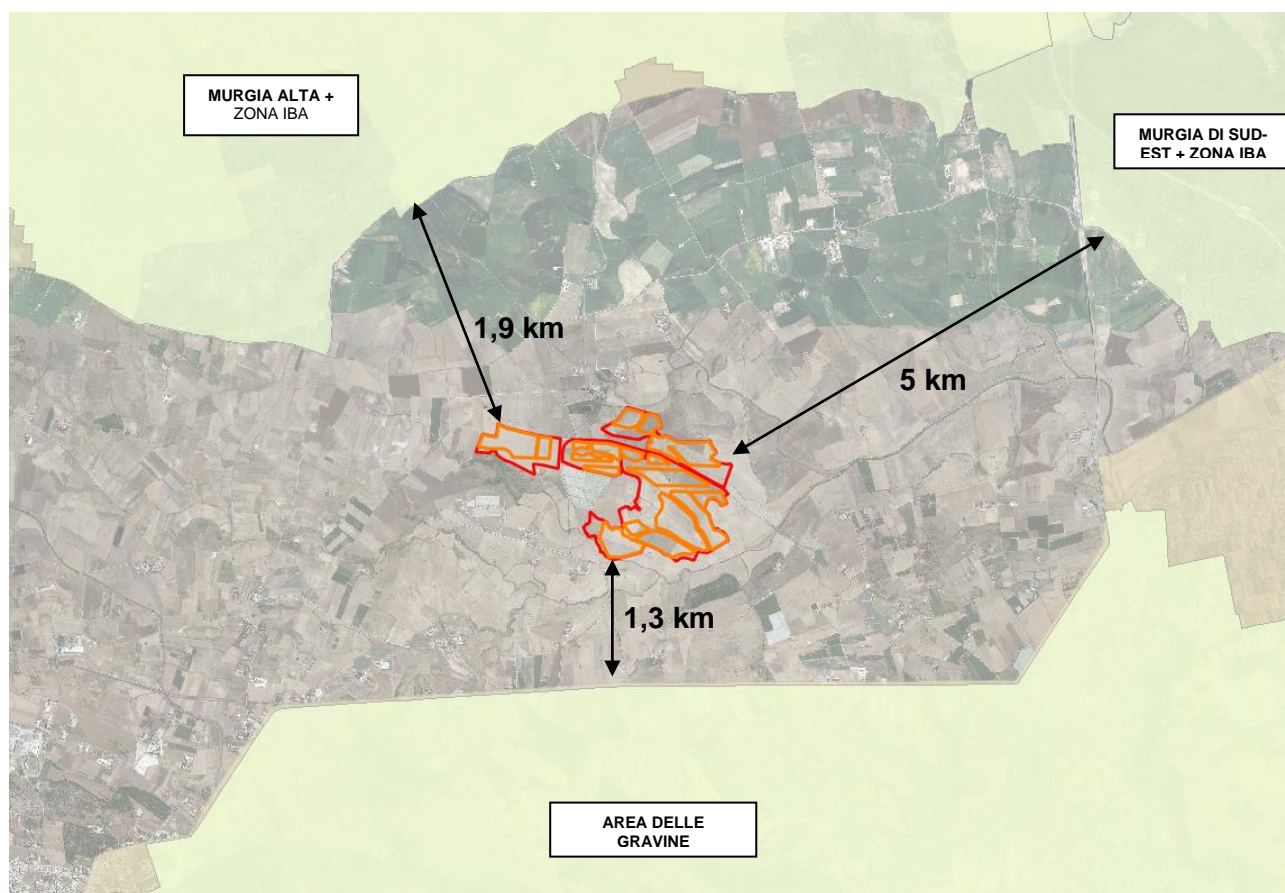 MURGIA ALTA +
ZONA IBA
MURGIA DI SUD-
EST + ZONA IBA
1,9 km
5 km
1,3 km
AREA DELLE
GRAVINE